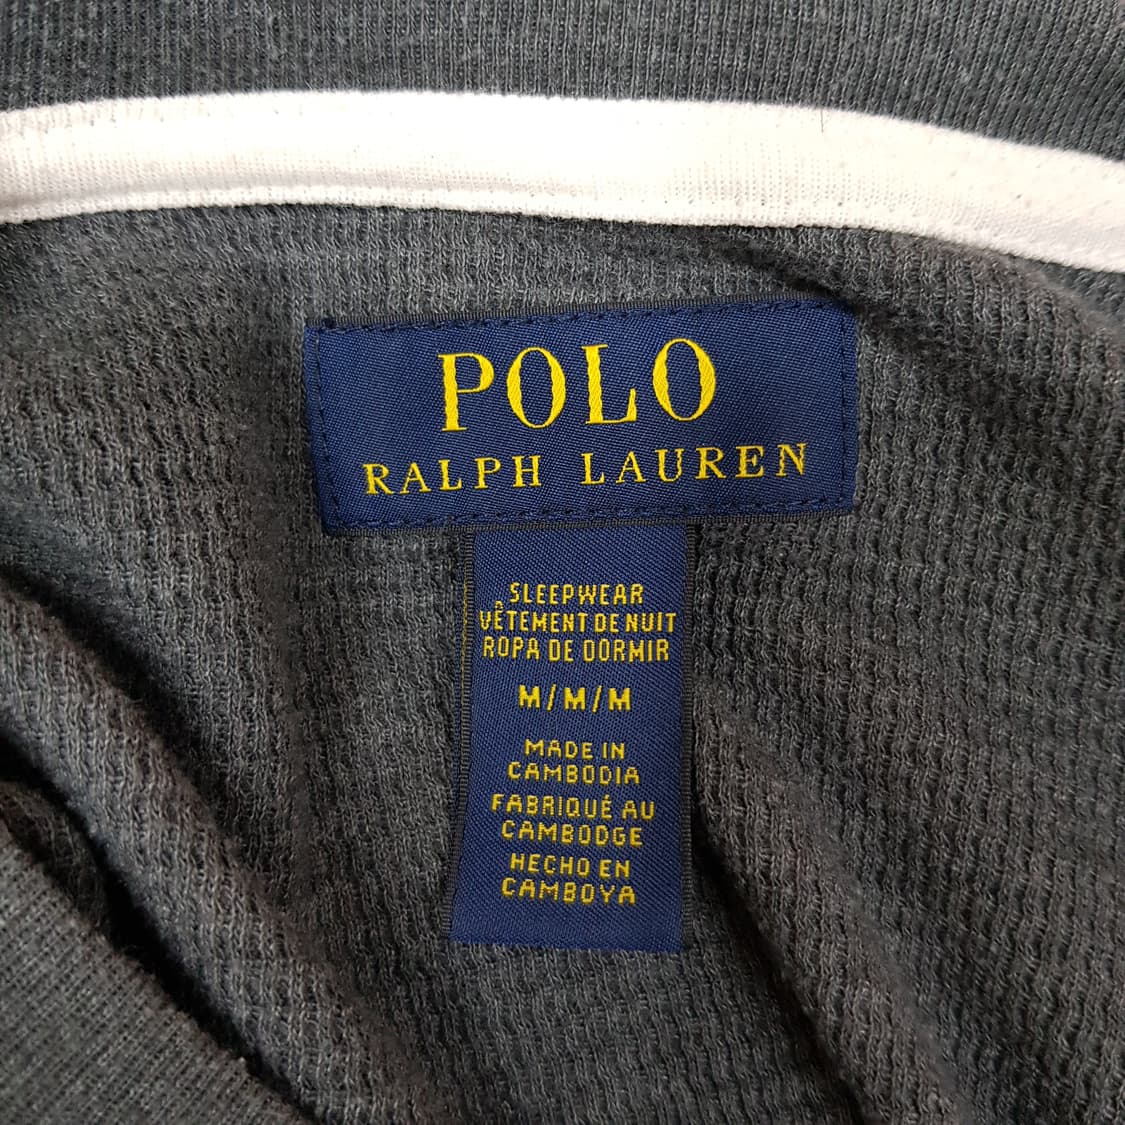 POLO
RALPH LAUREN
SLEEPWEAR
VÊTEMENT DE NUIT
ROPA DE DORMIR
M/M/M
MADE IN
CAMBODIA
FABRIQUÉ AU
CAMBODGE
HECHO EN
CAMBOYA